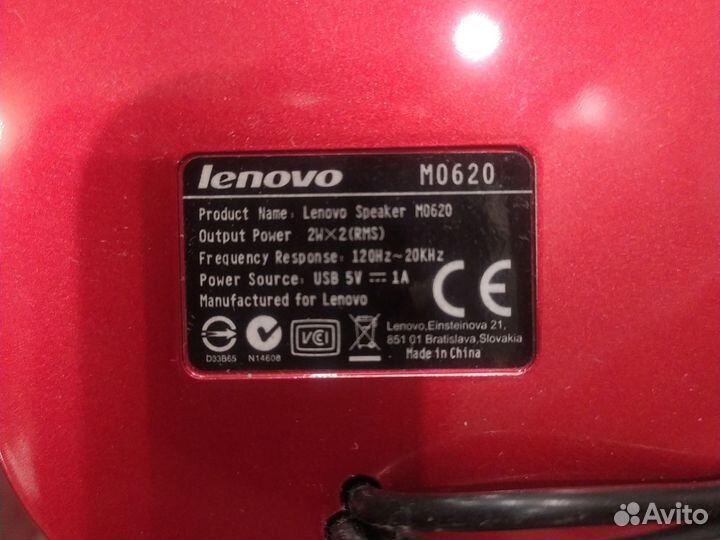 lenovo M0620
Product Name: Lenovo Speaker M0620
Output Power 2W×2(RMS)
Frequency Response: 120Hz~20KHz
Power Source: USB 5V ⎓ 1A
Manufactured for Lenovo
CE
VCCI
D33B65
N14608
Lenovo,Einsteinova 21,
851 01 Bratislava,Slovakia
Made in China
Avito